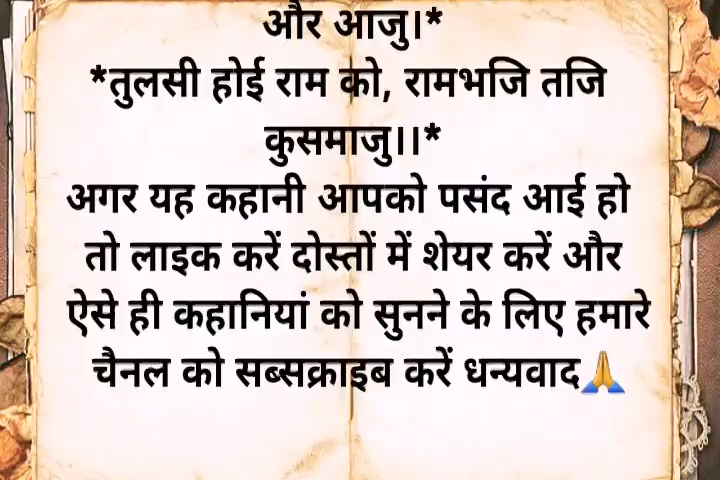 और आजु।*
*तुलसी होई राम को, रामभजि तजि
कुसमाजु।।*
अगर यह कहानी आपको पसंद आई हो
तो लाइक करें दोस्तों में शेयर करें और
ऐसे ही कहानियां को सुनने के लिए हमारे
चैनल को सब्सक्राइब करें धन्यवाद🙏